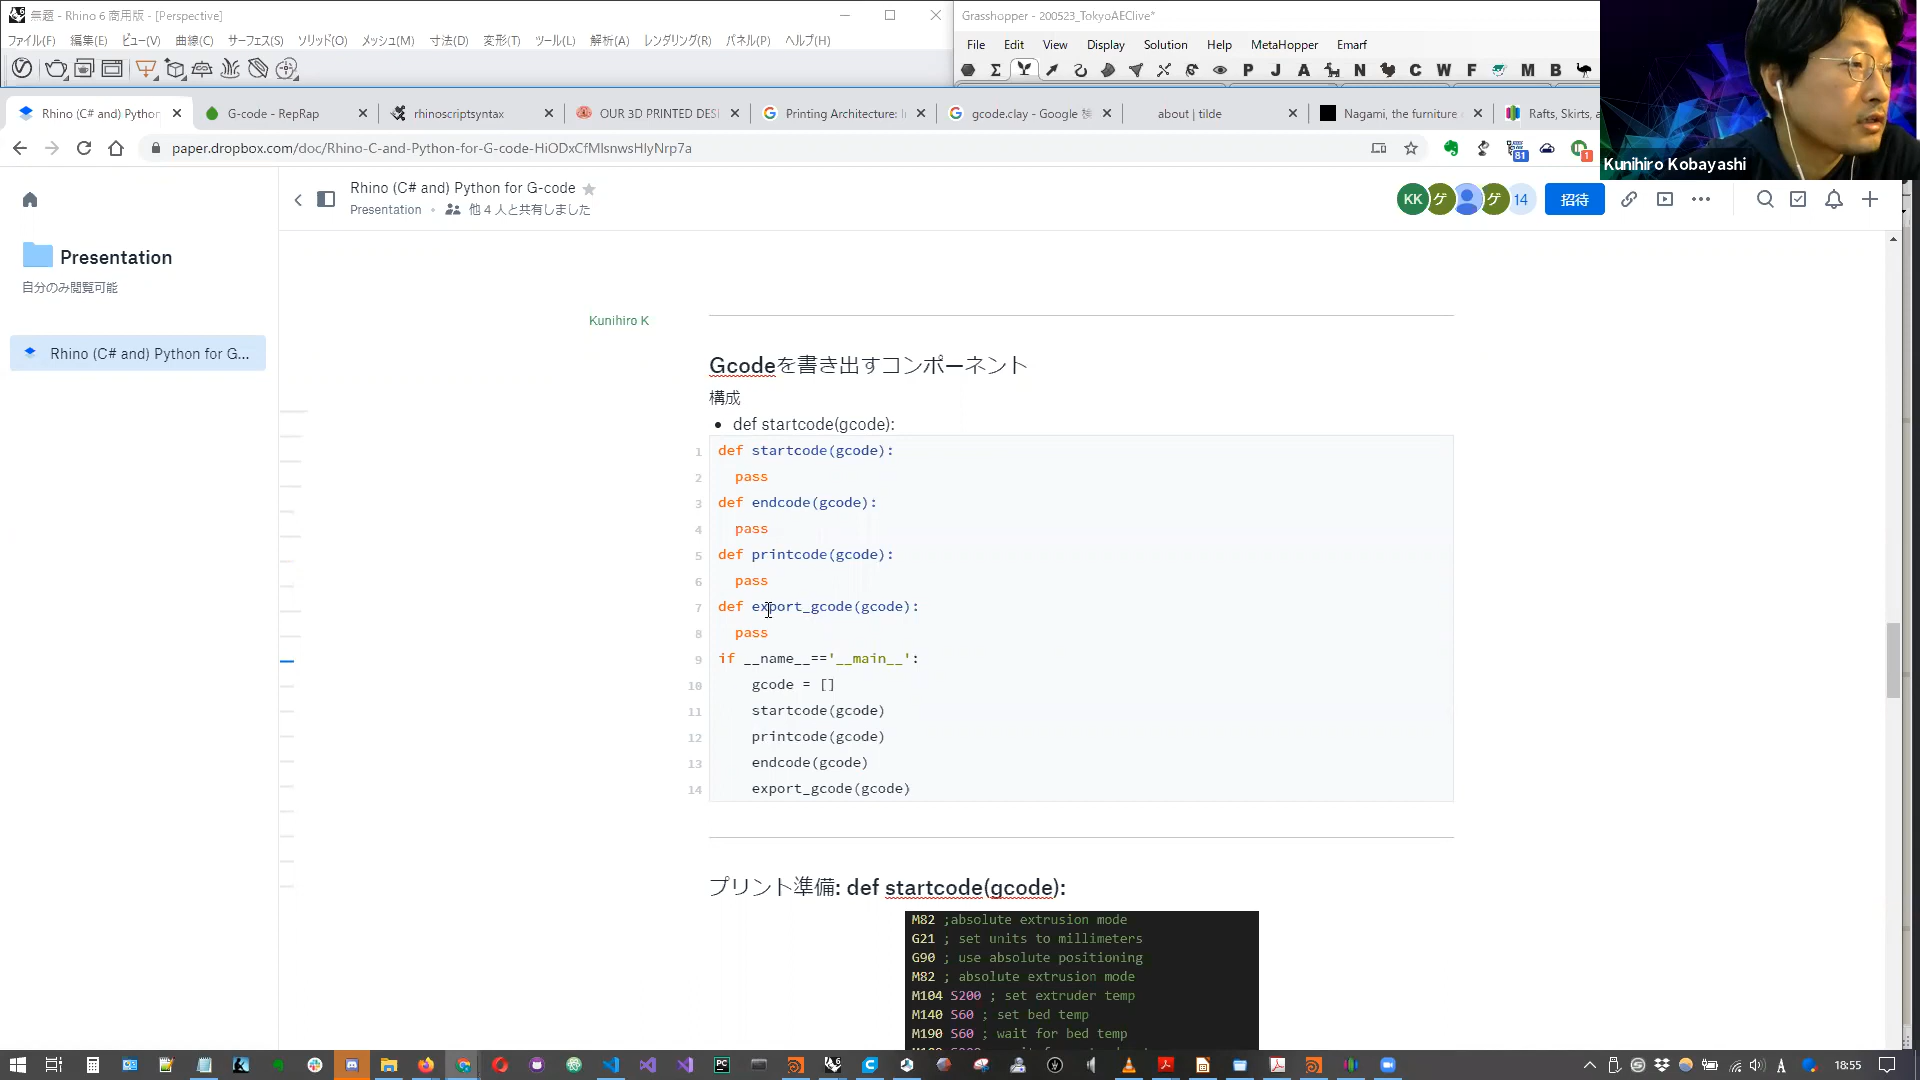 無題 - Rhino 6 商用版 - [Perspective]
Grasshopper - 200523_TokyoAEClive*
ファイル(F) 編集(E) ビュー(V) 曲線(C) サーフェス(S) ソリッド(O) メッシュ(M) 寸法(D) 変形(T) ツール(L) 解析(A) レンダリング(R) パネル(P) ヘルプ(H)
File Edit View Display Solution Help MetaHopper Emarf
P J A N C W F M B
Rhino (C# and) Python
G-code - RepRap
rhinoscriptsyntax
OUR 3D PRINTED DES
Printing Architecture: I
gcode.clay - Google 検
about | tilde
Nagami, the furniture
Rafts, Skirts, a
paper.dropbox.com/doc/Rhino-C-and-Python-for-G-code-HiODxCfMlsnwsHIyNrp7a
81
1
Kunihiro Kobayashi
Rhino (C# and) Python for G-code
Presentation • 他 4 人と共有しました
KK ゲ ゲ 14
招待
Presentation
自分のみ閲覧可能
Rhino (C# and) Python for G...
Kunihiro K
Gcodeを書き出すコンポーネント
構成
• def startcode(gcode):
1 def startcode(gcode):
2 pass
3 def endcode(gcode):
4 pass
5 def printcode(gcode):
6 pass
7 def export_gcode(gcode):
8 pass
9 if __name__=='__main__':
10 gcode = []
11 startcode(gcode)
12 printcode(gcode)
13 endcode(gcode)
14 export_gcode(gcode)
プリント準備: def startcode(gcode):
M82 ;absolute extrusion mode
G21 ; set units to millimeters
G90 ; use absolute positioning
M82 ; absolute extrusion mode
M104 S200 ; set extruder temp
M140 S60 ; set bed temp
M190 S60 ; wait for bed temp
A
18:55